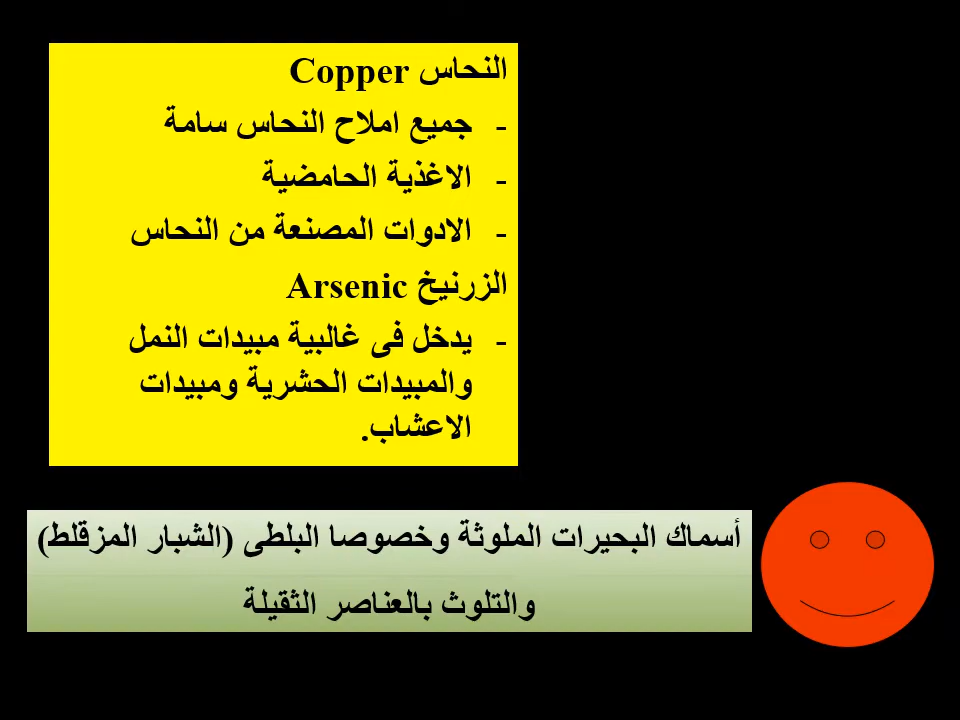 النحاس Copper
- جميع املاح النحاس سامة
- الاغذية الحامضية
- الادوات المصنعة من النحاس
الزرنيخ Arsenic
- يدخل فى غالبية مبيدات النمل
والمبيدات الحشرية ومبيدات
الاعشاب.
أسماك البحيرات الملوثة وخصوصا البلطى (الشبار المزقلط)
والتلوث بالعناصر الثقيلة